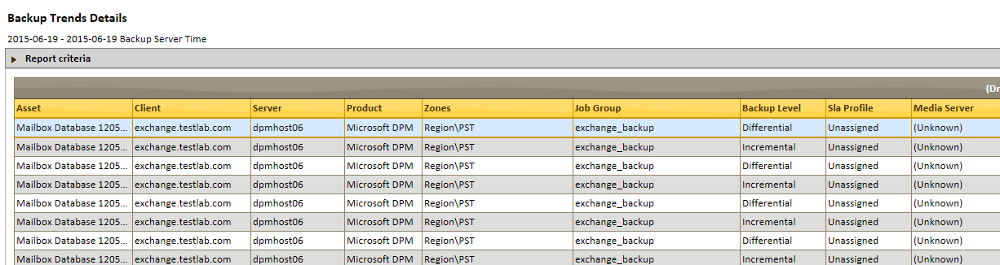 Backup Trends Details
2015-06-19 - 2015-06-19 Backup Server Time
Report criteria
(Dr
Asset Client Server Product Zones Job Group Backup Level Sla Profile Media Server
Mailbox Database 1205... exchange.testlab.com dpmhost06 Microsoft DPM Region\PST exchange_backup Differential Unassigned (Unknown)
Mailbox Database 1205... exchange.testlab.com dpmhost06 Microsoft DPM Region\PST exchange_backup Incremental Unassigned (Unknown)
Mailbox Database 1205... exchange.testlab.com dpmhost06 Microsoft DPM Region\PST exchange_backup Differential Unassigned (Unknown)
Mailbox Database 1205... exchange.testlab.com dpmhost06 Microsoft DPM Region\PST exchange_backup Incremental Unassigned (Unknown)
Mailbox Database 1205... exchange.testlab.com dpmhost06 Microsoft DPM Region\PST exchange_backup Differential Unassigned (Unknown)
Mailbox Database 1205... exchange.testlab.com dpmhost06 Microsoft DPM Region\PST exchange_backup Incremental Unassigned (Unknown)
Mailbox Database 1205... exchange.testlab.com dpmhost06 Microsoft DPM Region\PST exchange_backup Differential Unassigned (Unknown)
Mailbox Database 1205... exchange.testlab.com dpmhost06 Microsoft DPM Region\PST exchange_backup Incremental Unassigned (Unknown)